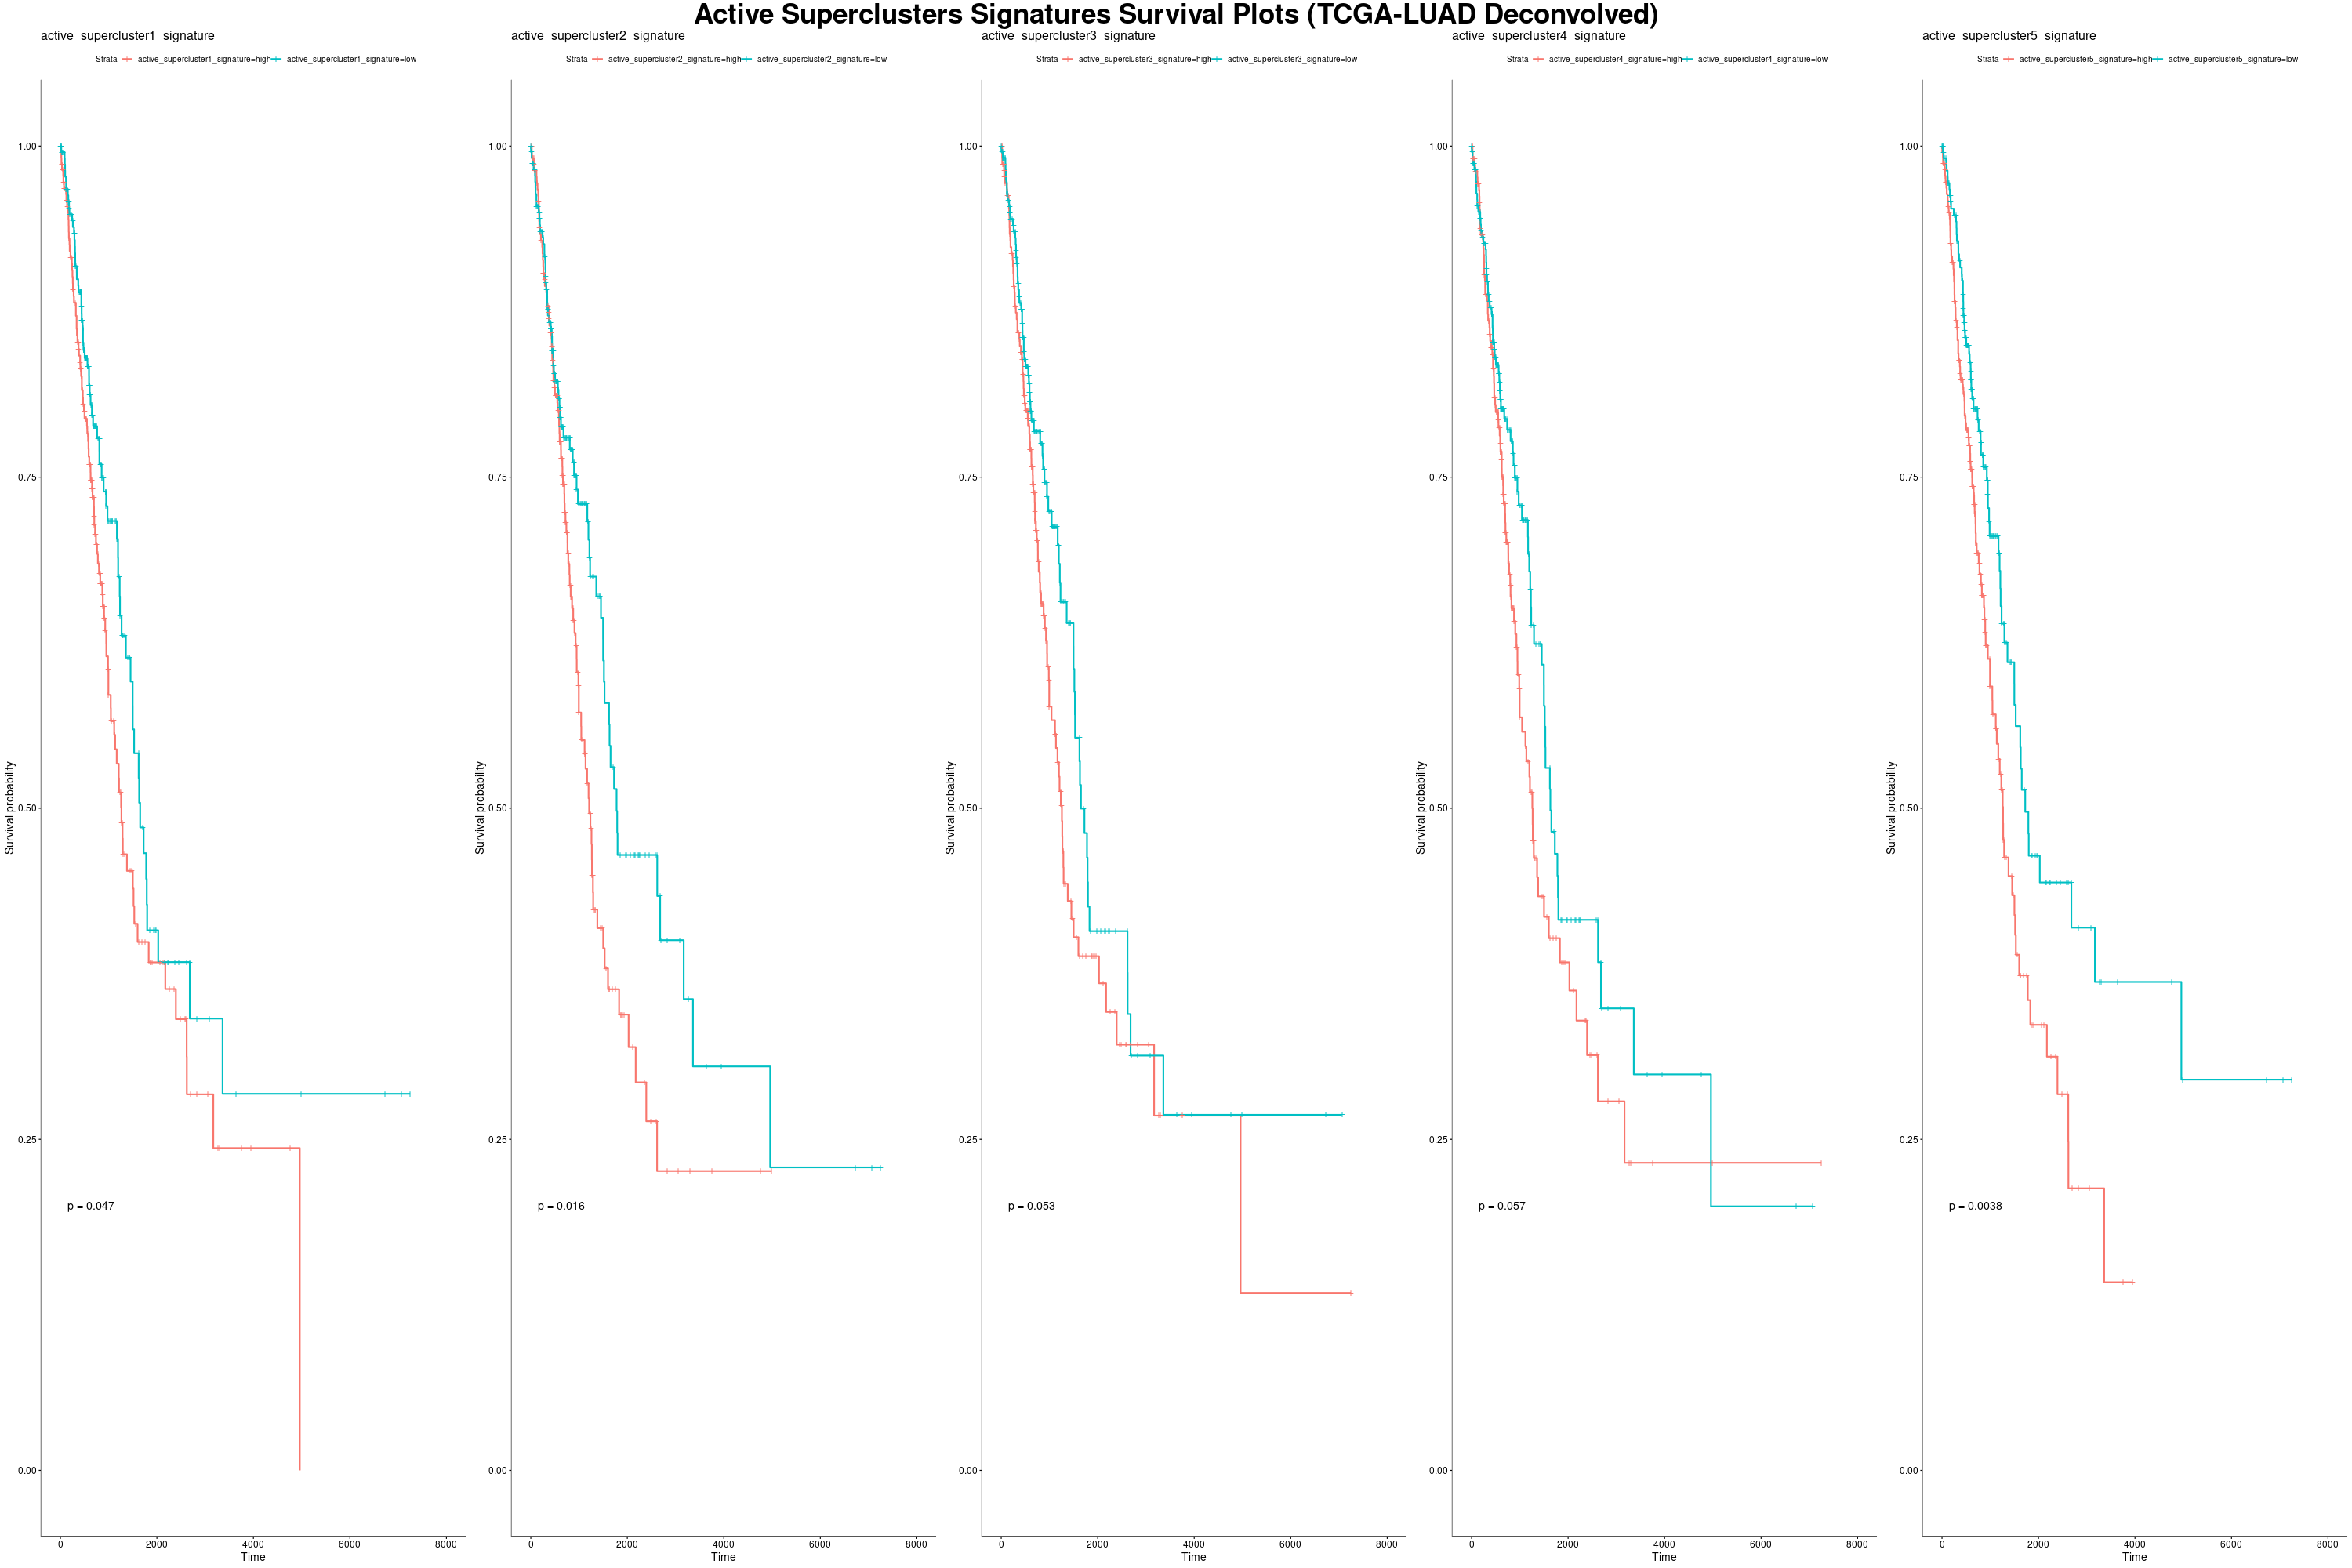 Active Superclusters Signatures Survival Plots (TCGA-LUAD Deconvolved)
active_supercluster1_signature
Strata active_supercluster1_signature=high active_supercluster1_signature=low
Survival probability
1.00
0.75
0.50
0.25
0.00
p = 0.047
0 2000 4000 6000 8000
Time
active_supercluster2_signature
Strata active_supercluster2_signature=high active_supercluster2_signature=low
Survival probability
1.00
0.75
0.50
0.25
0.00
p = 0.016
0 2000 4000 6000 8000
Time
active_supercluster3_signature
Strata active_supercluster3_signature=high active_supercluster3_signature=low
Survival probability
1.00
0.75
0.50
0.25
0.00
p = 0.053
0 2000 4000 6000 8000
Time
active_supercluster4_signature
Strata active_supercluster4_signature=high active_supercluster4_signature=low
Survival probability
1.00
0.75
0.50
0.25
0.00
p = 0.057
0 2000 4000 6000 8000
Time
active_supercluster5_signature
Strata active_supercluster5_signature=high active_supercluster5_signature=low
Survival probability
1.00
0.75
0.50
0.25
0.00
p = 0.0038
0 2000 4000 6000 8000
Time